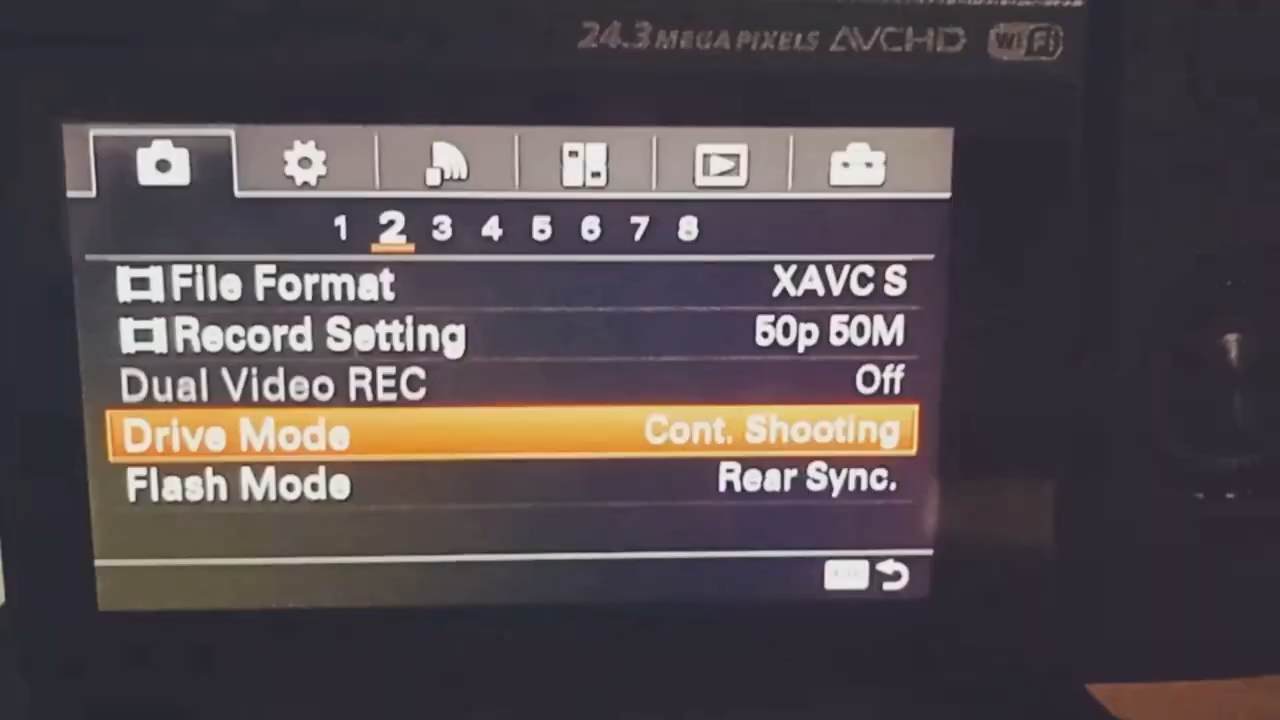 24.3 MEGA PIXELS AVCHD Wi Fi
1 2 3 4 5 6 7 8
File Format XAVC S
Record Setting 50p 50M
Dual Video REC Off
Drive Mode Cont. Shooting
Flash Mode Rear Sync.